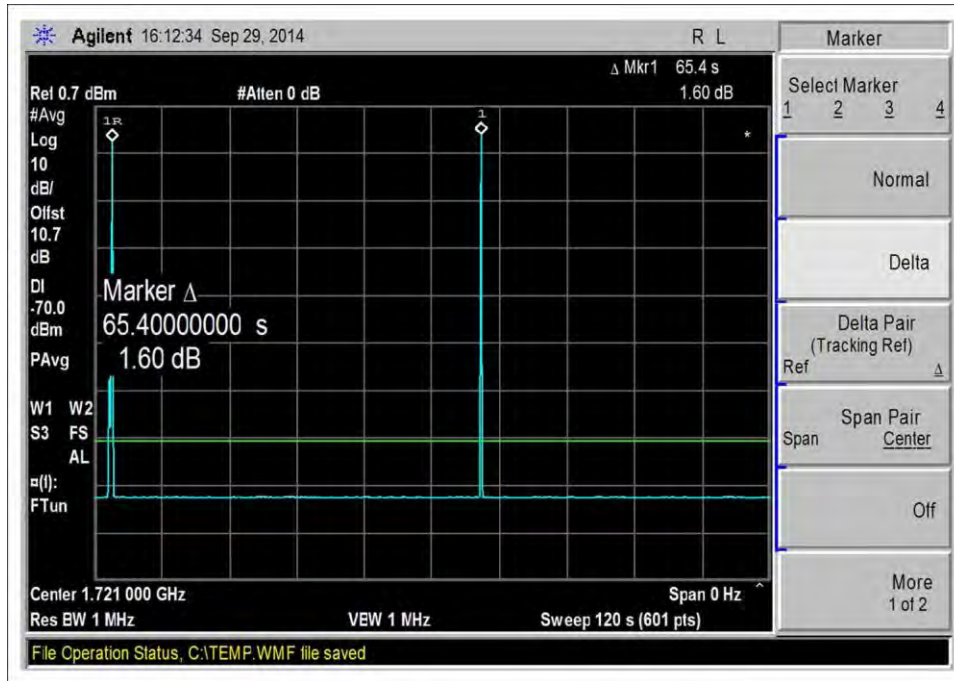 Agilent 16:12:34 Sep 29, 2014 R L
Δ Mkr1 65.4 s
Ref 0.7 dBm #Atten 0 dB 1.60 dB
#Avg
Log
10
dB/
Offst
10.7
dB
DI
-70.0
dBm
PAvg
W1 W2
S3 FS
AL
¤(f):
FTun
1R
1
*
Marker Δ
65.40000000 s
1.60 dB
Center 1.721 000 GHz Span 0 Hz ^
Res BW 1 MHz VBW 1 MHz Sweep 120 s (601 pts)
File Operation Status, C:\TEMP.WMF file saved
Marker
Select Marker
1 2 3 4
Normal
Delta
Delta Pair
(Tracking Ref)
Ref Δ
Span Pair
Span Center
Off
More
1 of 2